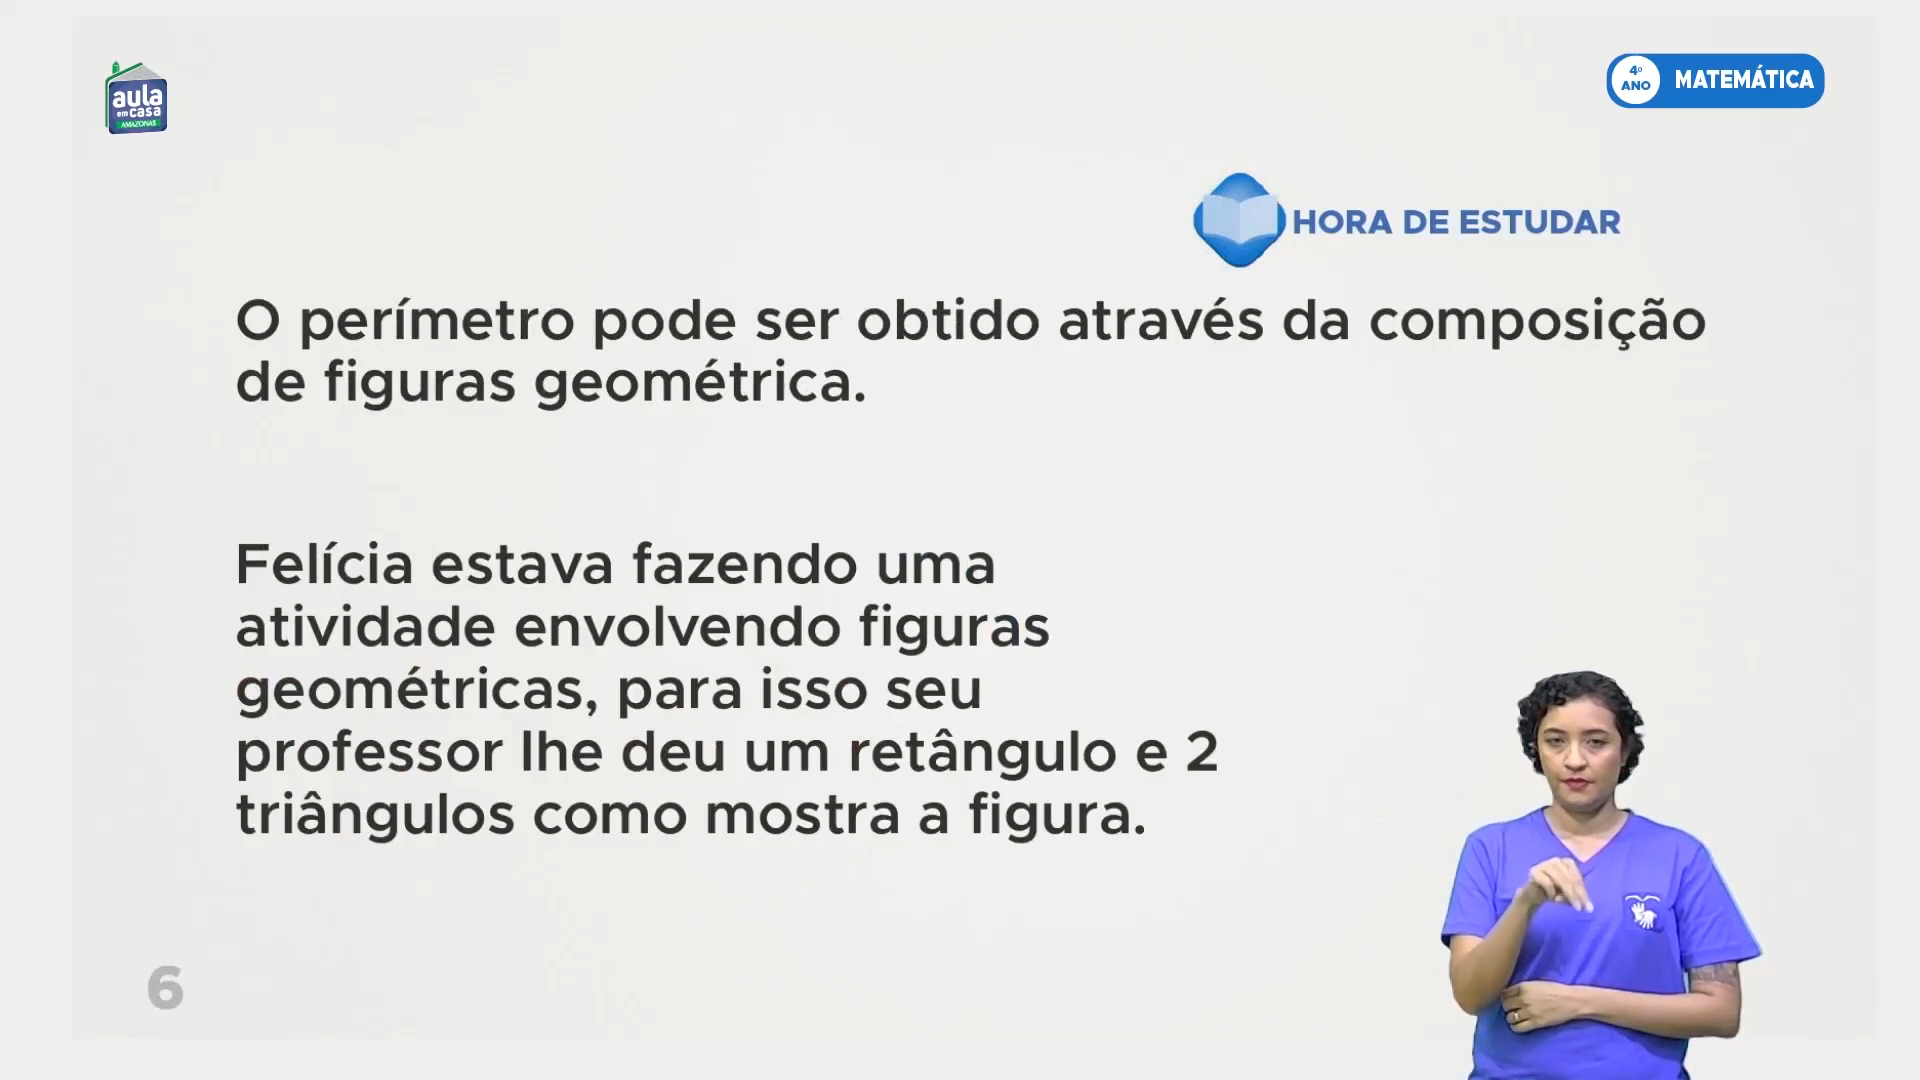 aula
em casa
AMAZONAS
4º
ANO
MATEMÁTICA
HORA DE ESTUDAR
O perímetro pode ser obtido através da composição
de figuras geométrica.
Felícia estava fazendo uma
atividade envolvendo figuras
geométricas, para isso seu
professor lhe deu um retângulo e 2
triângulos como mostra a figura.
6